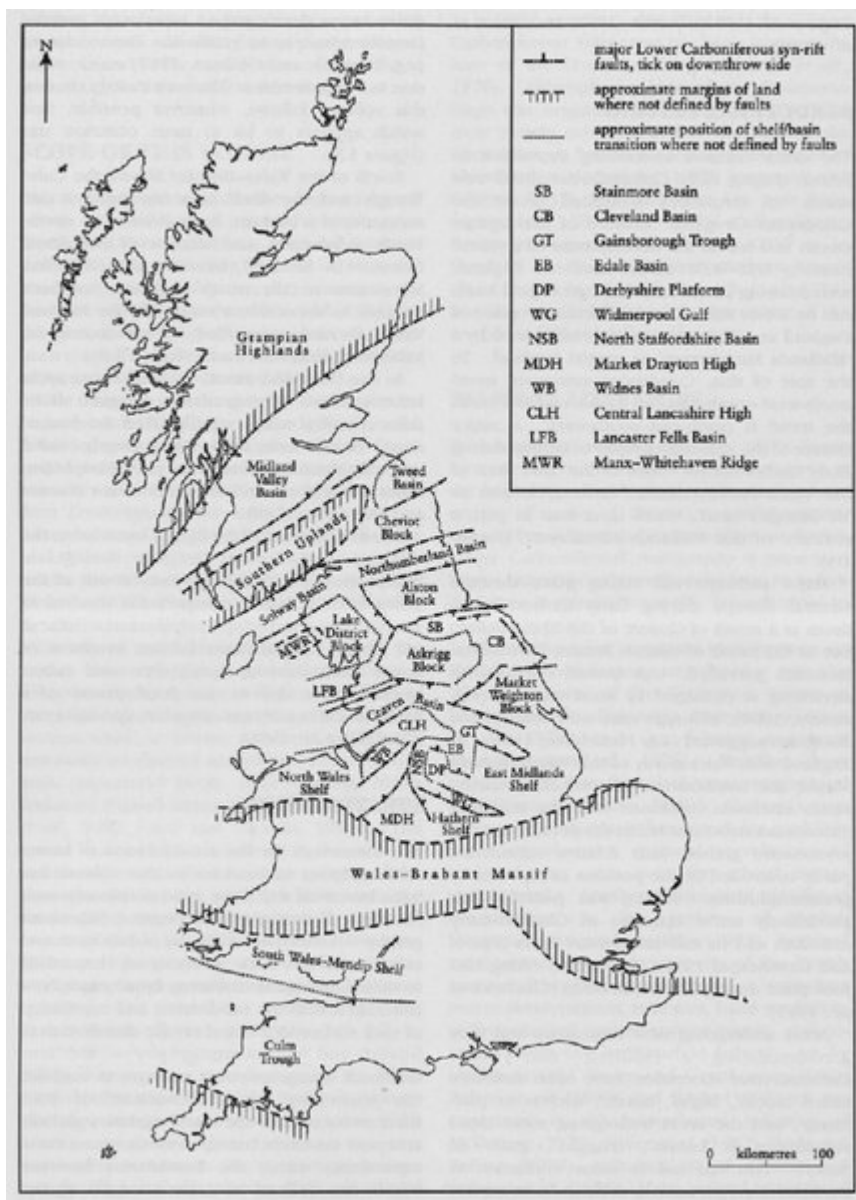 N
major Lower Carboniferous syn-rift
faults, tick on downthrow side
approximate margins of land
where not defined by faults
approximate position of shelf/basin
transition where not defined by faults
SB Stainmore Basin
CB Cleveland Basin
GT Gainsborough Trough
EB Edale Basin
DP Derbyshire Platform
WG Widmerpool Gulf
NSB North Staffordshire Basin
MDH Market Drayton High
WB Widnes Basin
CLH Central Lancashire High
LFB Lancaster Fells Basin
MWR Manx–Whitehaven Ridge
Grampian
Highlands
Midland
Valley
Basin
Tweed
Basin
Southern Uplands
Cheviot
Block
Northumberland Basin
Solway Basin
Alston
Block
Lake
District
Block
MWR
SB
CB
Askrigg
Block
LFB
Craven Basin
Market
Weighton
Block
CLH
GT
WB
EB
NSB
DP
North Wales
Shelf
East Midlands
Shelf
WG
MDH
Hathern
Shelf
Wales–Brabant Massif
South Wales–Mendip Shelf
Culm
Trough
0 kilometres 100